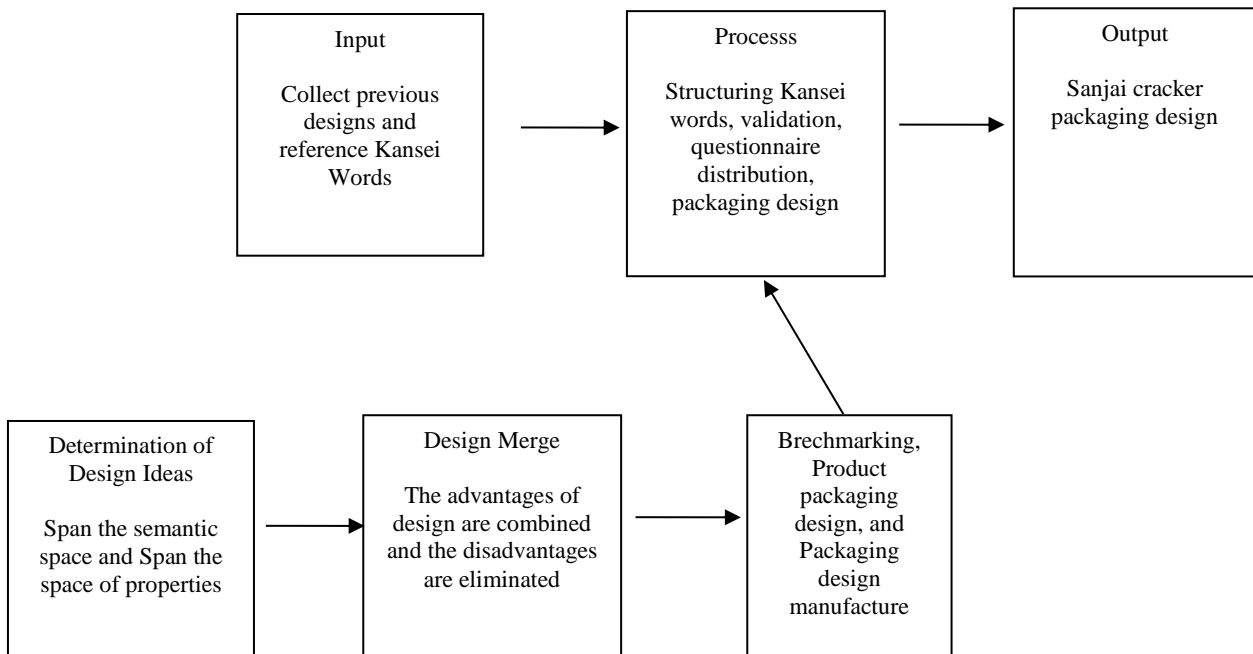 Input
Collect previous
designs and
reference Kansei
Words
Processs
Structuring Kansei
words, validation,
questionnaire
distribution,
packaging design
Output
Sanjai cracker
packaging design
Determination of
Design Ideas
Span the semantic
space and Span the
space of properties
Design Merge
The advantages of
design are combined
and the disadvantages
are eliminated
Brechmarking,
Product
packaging
design, and
Packaging
design
manufacture